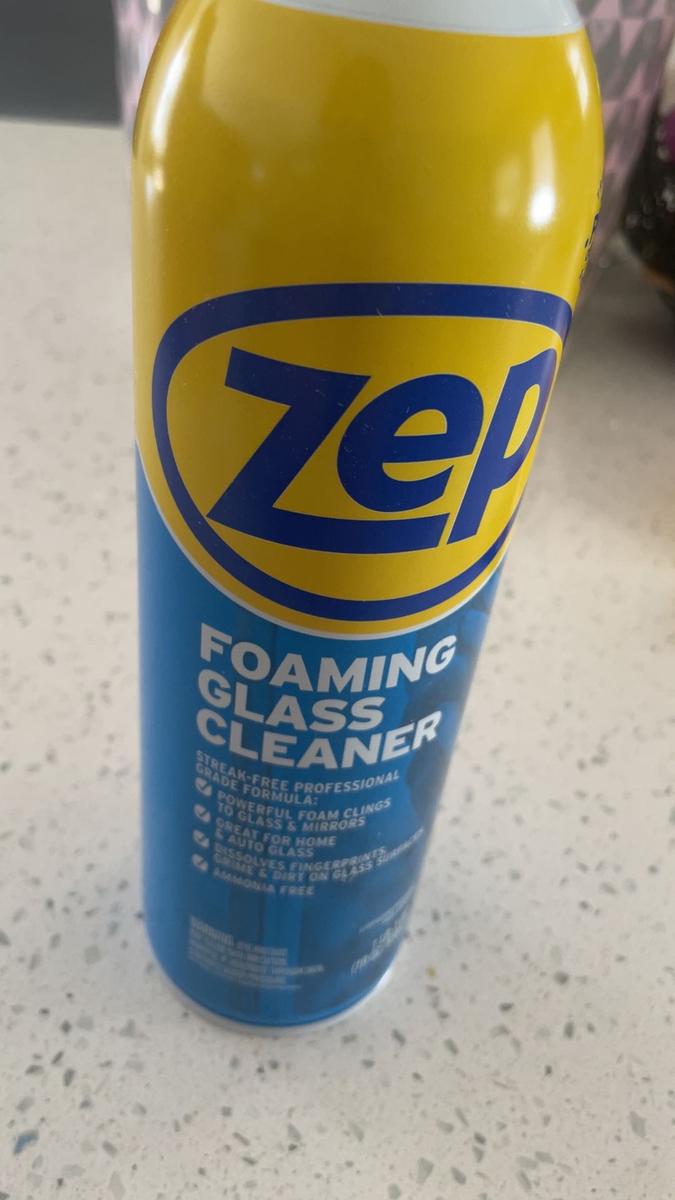 zep
FOAMING
GLASS
CLEANER
STREAK-FREE PROFESSIONAL
GRADE FORMULA:
POWERFUL FOAM CLINGS
TO GLASS & MIRRORS
GREAT FOR HOME
& AUTO GLASS
DISSOLVES FINGERPRINTS,
GRIME & DIRT ON GLASS SURFACES
AMMONIA FREE
WARNING: